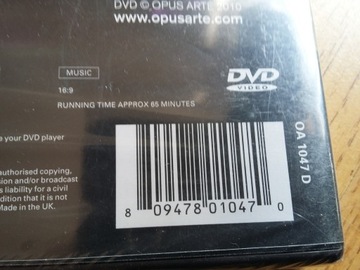 DVD © OPUS ARTE 2010
www.opusarte.com
MUSIC
DVD
VIDEO
16:9
RUNNING TIME APPROX 65 MINUTES
e your DVD player
authorised copying,
sion and/or broadcast
s liability for a civil
dition that it is not
Made in the UK.
OA 1047 D
8 09478 01047 0